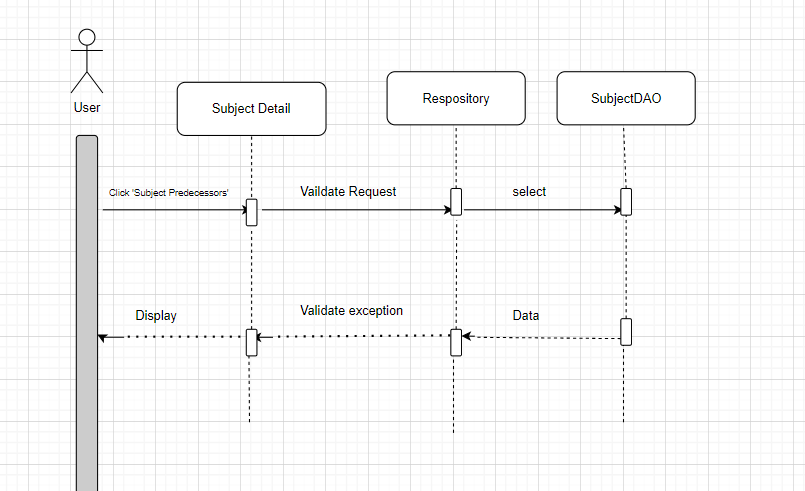 User
Subject Detail
Respository
SubjectDAO
Click 'Subject Predecessors'
Vaildate Request
select
Display
Validate exception
Data